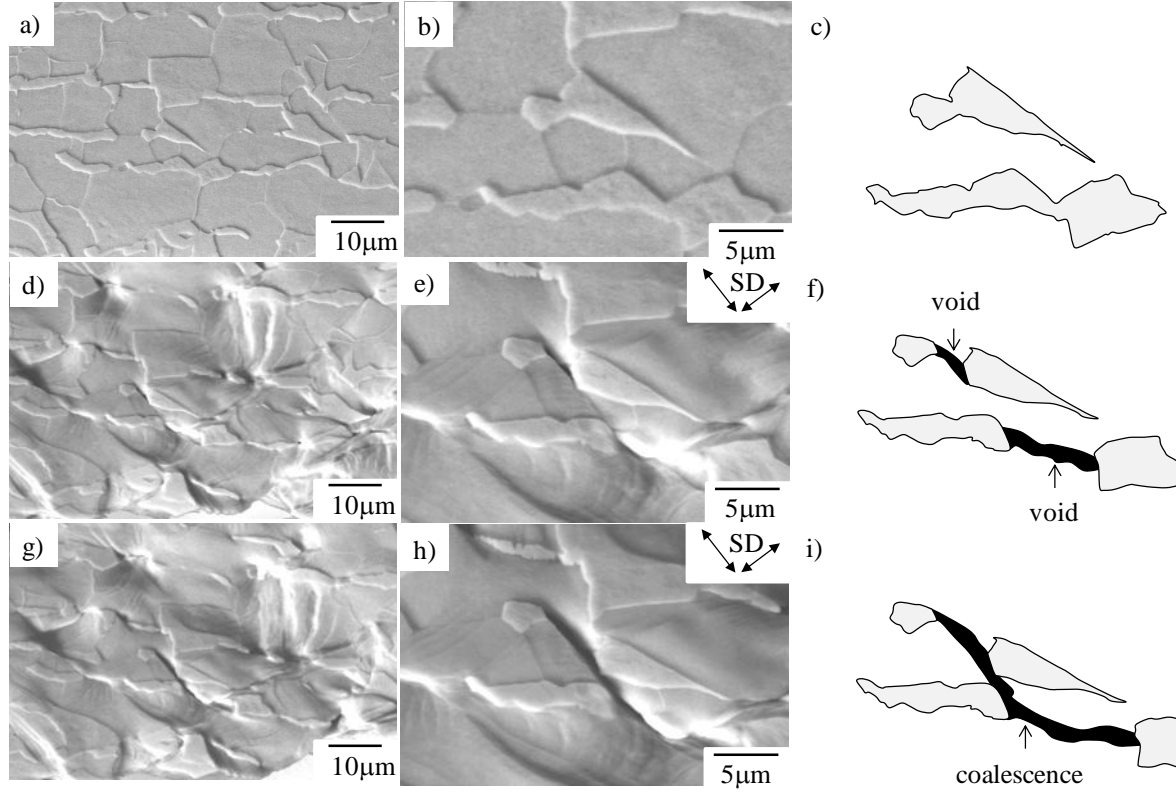 a)
b)
c)
10μm
5μm
d)
e)
SD
f)
void
10μm
5μm
void
g)
h)
SD
i)
10μm
5μm
coalescence